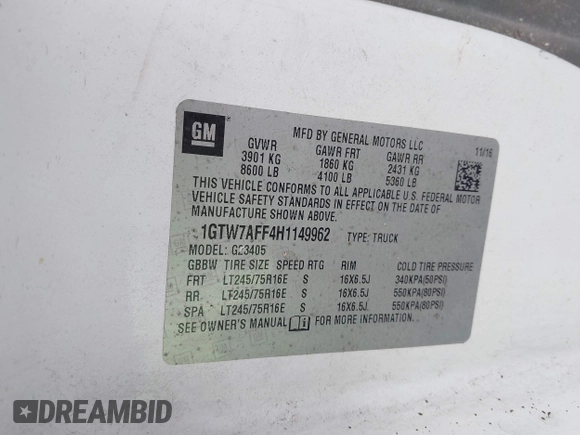 GM
MFD BY GENERAL MOTORS LLC
11/16
GVWR GAWR FRT GAWR RR
3901 KG 1860 KG 2431 KG
8600 LB 4100 LB 5360 LB
THIS VEHICLE CONFORMS TO ALL APPLICABLE U.S. FEDERAL MOTOR
VEHICLE SAFETY STANDARDS IN EFFECT ON THE DATE OF
MANUFACTURE SHOWN ABOVE.
1GTW7AFF4H1149962 TYPE: TRUCK
MODEL: G23405
GBBW TIRE SIZE SPEED RTG RIM COLD TIRE PRESSURE
FRT LT245/75R16E S 16X6.5J 340KPA(50PSI)
RR LT245/75R16E S 16X6.5J 550KPA(80PSI)
SPA LT245/75R16E S 16X6.5J 550KPA(80PSI)
SEE OWNER'S MANUAL FOR MORE INFORMATION.
DREAMBID